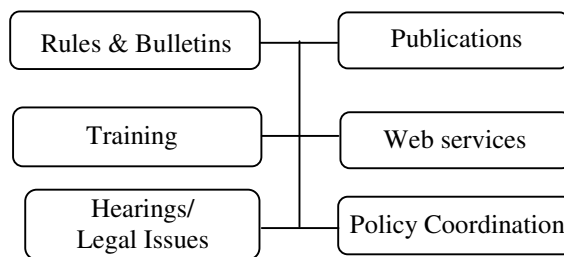 Rules & Bulletins
Publications
Training
Web services
Hearings/
Legal Issues
Policy Coordination